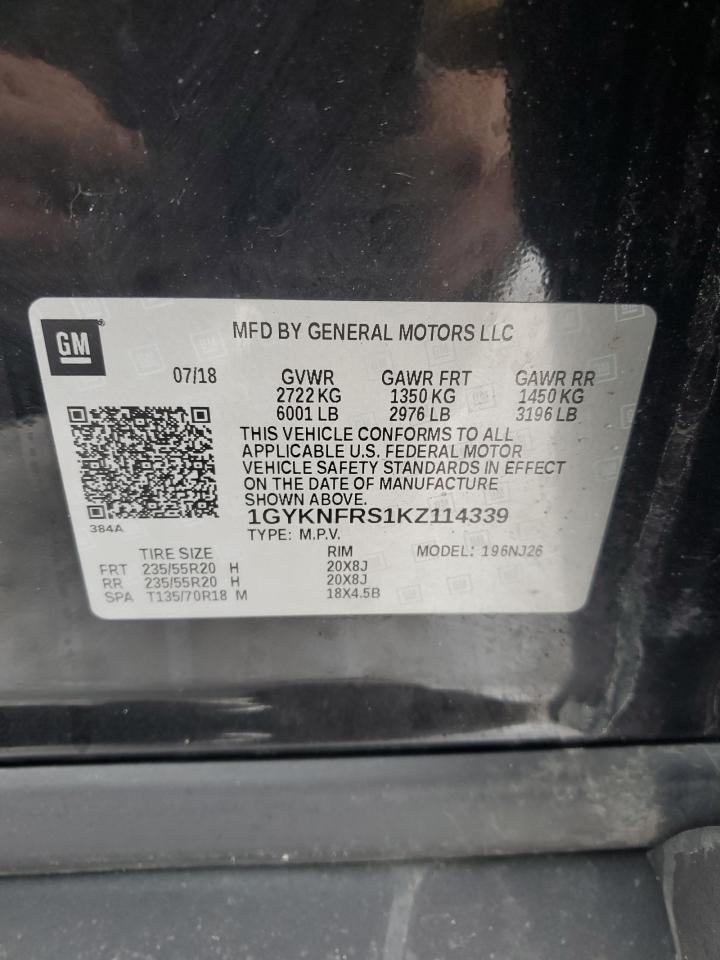 GM
MFD BY GENERAL MOTORS LLC
07/18 GVWR GAWR FRT GAWR RR
2722 KG 1350 KG 1450 KG
6001 LB 2976 LB 3196 LB
THIS VEHICLE CONFORMS TO ALL
APPLICABLE U.S. FEDERAL MOTOR
VEHICLE SAFETY STANDARDS IN EFFECT
ON THE DATE OF MANUFACTURE
SHOWN ABOVE.
384A
1GYKNFRS1KZ114339
TYPE: M.P.V.
TIRE SIZE RIM MODEL: 196NJ26
FRT 235/55R20 H 20X8J
RR 235/55R20 H 20X8J
SPA T135/70R18 M 18X4.5B